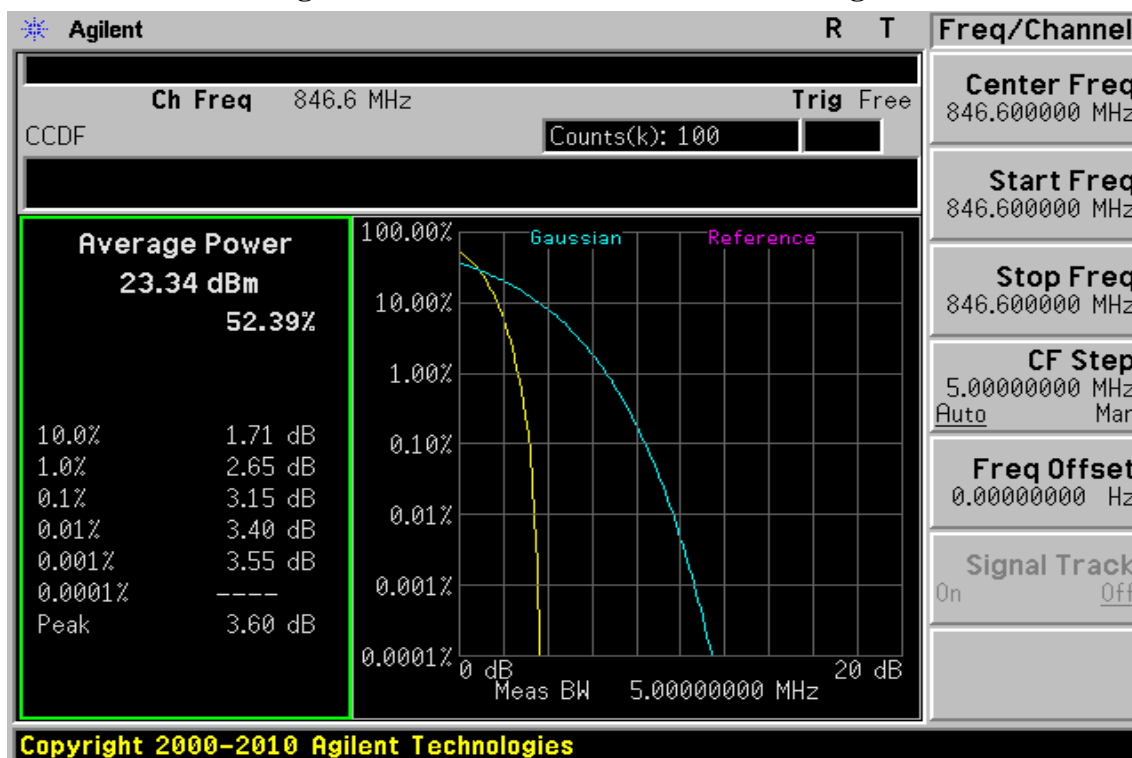 Agilent
R T
Freq/Channel
Ch Freq 846.6 MHz
Trig Free
CCDF
Counts(k): 100
Average Power
23.34 dBm
52.39%
10.0% 1.71 dB
1.0% 2.65 dB
0.1% 3.15 dB
0.01% 3.40 dB
0.001% 3.55 dB
0.0001% ----
Peak 3.60 dB
100.00%
Gaussian
Reference
10.00%
1.00%
0.10%
0.01%
0.001%
0.0001%
0 dB
20 dB
Meas BW 5.00000000 MHz
Center Freq
846.600000 MHz
Start Freq
846.600000 MHz
Stop Freq
846.600000 MHz
CF Step
5.00000000 MHz
Auto Man
Freq Offset
0.00000000 Hz
Signal Track
On Off
Copyright 2000-2010 Agilent Technologies